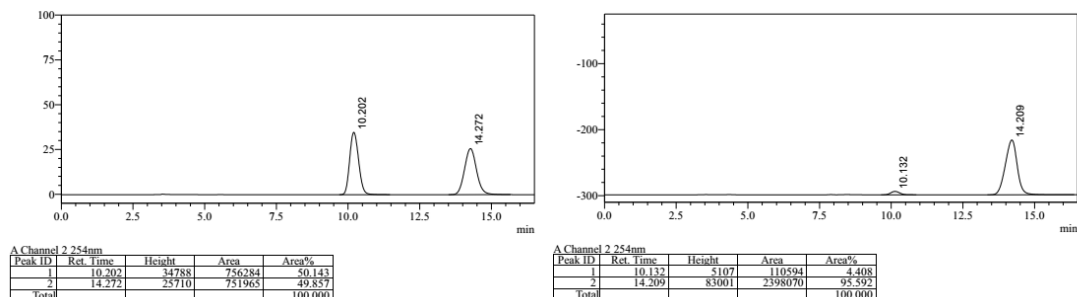 100
75
50
25
0
10.202
14.272
0.0 2.5 5.0 7.5 10.0 12.5 15.0
min
A Channel 2 254nm
Peak ID Ret. Time Height Area Area%
1 10.202 34788 756284 50.143
2 14.272 25710 751965 49.857
Total 100.000
-100
-200
-300
10.132
14.209
0.0 2.5 5.0 7.5 10.0 12.5 15.0
min
A Channel 2 254nm
Peak ID Ret. Time Height Area Area%
1 10.132 5107 110594 4.408
2 14.209 83001 2398070 95.592
Total 100.000